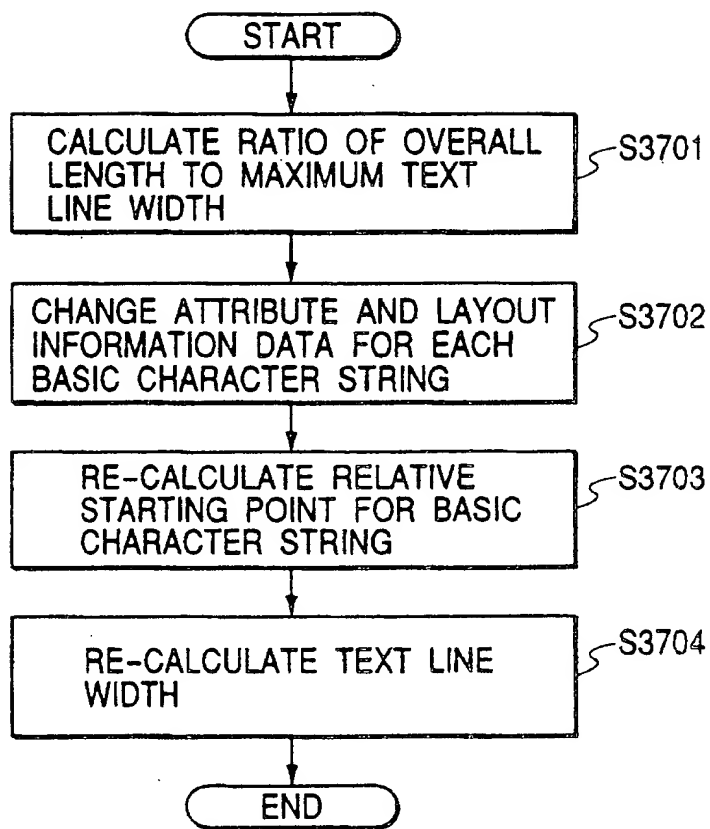 START
CALCULATE RATIO OF OVERALL
LENGTH TO MAXIMUM TEXT
LINE WIDTH
S3701
CHANGE ATTRIBUTE AND LAYOUT
INFORMATION DATA FOR EACH
BASIC CHARACTER STRING
S3702
RE-CALCULATE RELATIVE
STARTING POINT FOR BASIC
CHARACTER STRING
S3703
RE-CALCULATE TEXT LINE
WIDTH
S3704
END